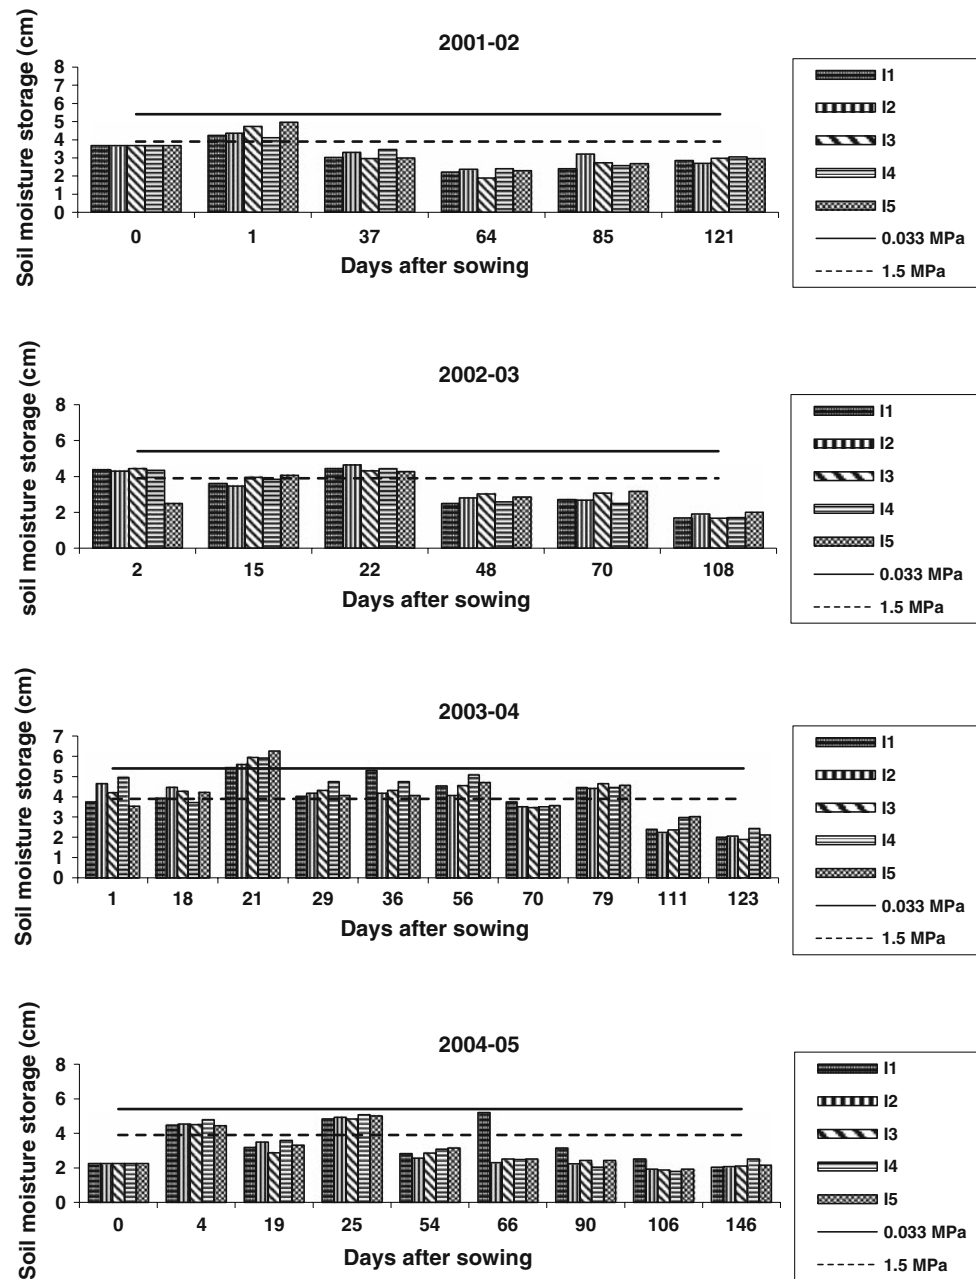 2001-02
Soil moisture storage (cm)
8
7
6
5
4
3
2
1
0
0 1 37 64 85 121
Days after sowing
I1
I2
I3
I4
I5
0.033 MPa
1.5 MPa
2002-03
soil moisture storage (cm)
8
6
4
2
0
2 15 22 48 70 108
Days after sowing
I1
I2
I3
I4
I5
0.033 MPa
1.5 MPa
2003-04
Soil moisture storage (cm)
7
6
5
4
3
2
1
0
1 18 21 29 36 56 70 79 111 123
Days after sowing
I1
I2
I3
I4
I5
0.033 MPa
1.5 MPa
2004-05
Soil moisture storage (cm)
8
6
4
2
0
0 4 19 25 54 66 90 106 146
Days after sowing
I1
I2
I3
I4
I5
0.033 MPa
1.5 MPa